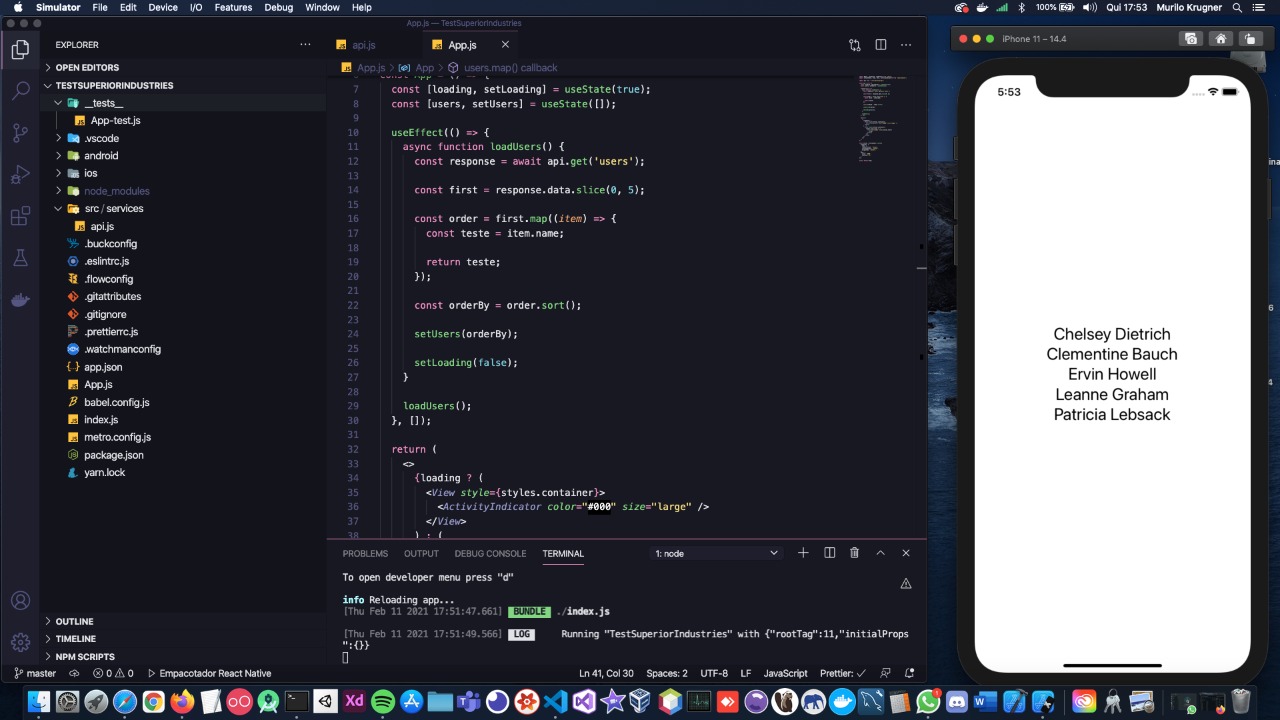 Simulator File Edit Device I/O Features Debug Window Help 100% Qui 17:53 Murilo Krugner
App.js — TestSuperiorIndustries
EXPLORER
OPEN EDITORS
TESTSUPERIORINDUSTRIES
__tests__
App-test.js
.vscode
android
ios
node_modules
src / services
api.js
.buckconfig
.eslintrc.js
.flowconfig
.gitattributes
.gitignore
.prettierrc.js
.watchmanconfig
app.json
App.js
babel.config.js
index.js
metro.config.js
package.json
yarn.lock
OUTLINE
TIMELINE
NPM SCRIPTS
api.js App.js
App.js > App > users.map() callback
7 const [loading, setLoading] = useState(true);
8 const [users, setUsers] = useState([]);
9
10 useEffect(() => {
11 async function loadUsers() {
12 const response = await api.get('users');
13
14 const first = response.data.slice(0, 5);
15
16 const order = first.map((item) => {
17 const teste = item.name;
18
19 return teste;
20 });
21
22 const orderBy = order.sort();
23
24 setUsers(orderBy);
25
26 setLoading(false);
27 }
28
29 loadUsers();
30 }, []);
31
32 return (
33 <>
34 {loading ? (
35 <View style={styles.container}>
36 <ActivityIndicator color="#000" size="large" />
37 </View>
38 ) : (
PROBLEMS OUTPUT DEBUG CONSOLE TERMINAL 1: node
To open developer menu press "d"
info Reloading app...
[Thu Feb 11 2021 17:51:47.661] BUNDLE ./index.js
[Thu Feb 11 2021 17:51:49.566] LOG Running "TestSuperiorIndustries" with {"rootTag":11,"initialProps
":{}}
master 0 0 Empacotador React Native Ln 41, Col 30 Spaces: 2 UTF-8 LF JavaScript Prettier: ✓
iPhone 11 – 14.4
5:53
Chelsey Dietrich
Clementine Bauch
Ervin Howell
Leanne Graham
Patricia Lebsack
Xd
1
W